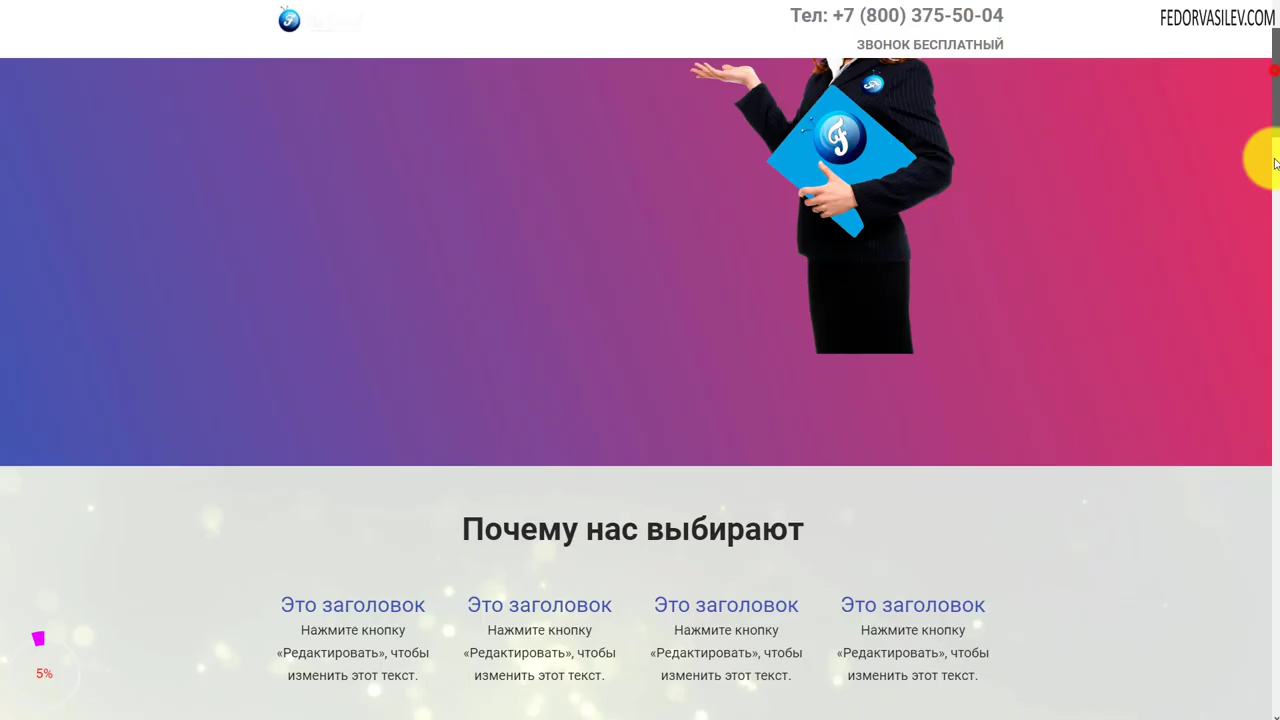 Тел: +7 (800) 375-50-04
FEDORVASILEV.COM
ЗВОНОК БЕСПЛАТНЫЙ
F
F
Почему нас выбирают
Это заголовок Это заголовок Это заголовок Это заголовок
Нажмите кнопку Нажмите кнопку Нажмите кнопку Нажмите кнопку
«Редактировать», чтобы «Редактировать», чтобы «Редактировать», чтобы «Редактировать», чтобы
изменить этот текст. изменить этот текст. изменить этот текст. изменить этот текст.
5%